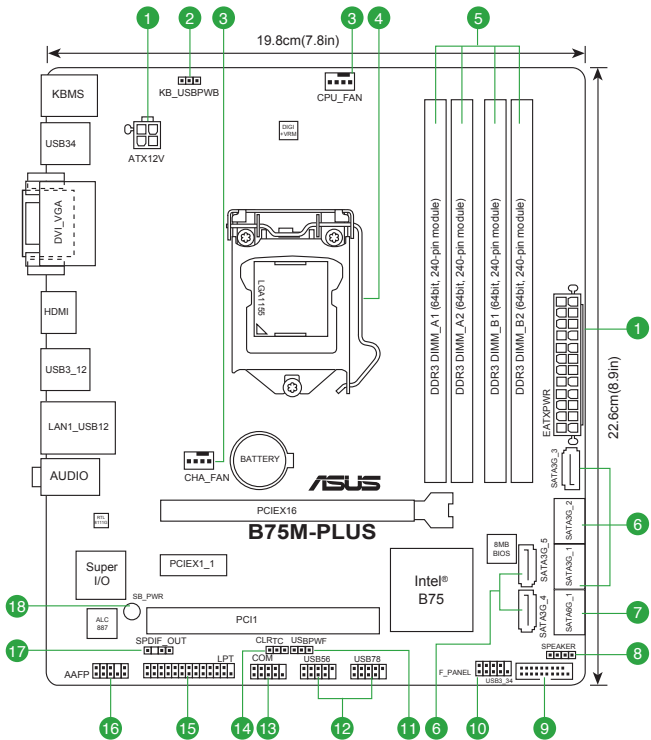 1
2
3
3
4
5
19.8cm(7.8in)
KBMS
KB_USBPWB
CPU_FAN
USB34
ATX12V
DIGI
+VRM
DVI_VGA
LGA1155
DDR3 DIMM_A1 (64bit, 240-pin module)
DDR3 DIMM_A2 (64bit, 240-pin module)
DDR3 DIMM_B1 (64bit, 240-pin module)
DDR3 DIMM_B2 (64bit, 240-pin module)
HDMI
EATXPWR
1
22.6cm(8.9in)
USB3_12
LAN1_USB12
AUDIO
CHA_FAN
BATTERY
SATA3G_3
ASUS
PCIEX16
B75M-PLUS
RTL
8111G
SATA3G_2
6
Super
I/O
PCIEX1_1
Intel®
B75
8MB
BIOS
SATA3G_5
SATA3G_1
18
SB_PWR
ALC
887
PCI1
SATA3G_4
SATA6G_1
7
17
SPDIF_OUT
14
CLRTC
USBPWF
11
6
SPEAKER
8
AAFP
LPT
COM
USB56
USB78
F_PANEL
USB3_34
16
15
13
12
10
9